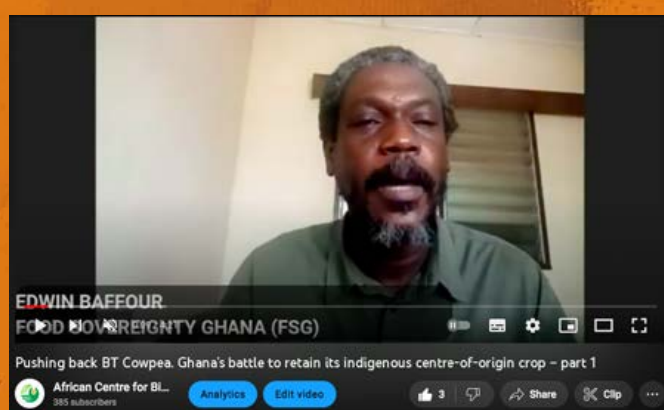 EDWIN BAFFOUR
FOOD SOVEREIGNTY GHANA (FSG)
Pushing back BT Cowpea. Ghana's battle to retain its indigenous centre-of-origin crop – part 1
African Centre for Bi...
385 subscribers
Analytics
Edit video
3
Share
Clip